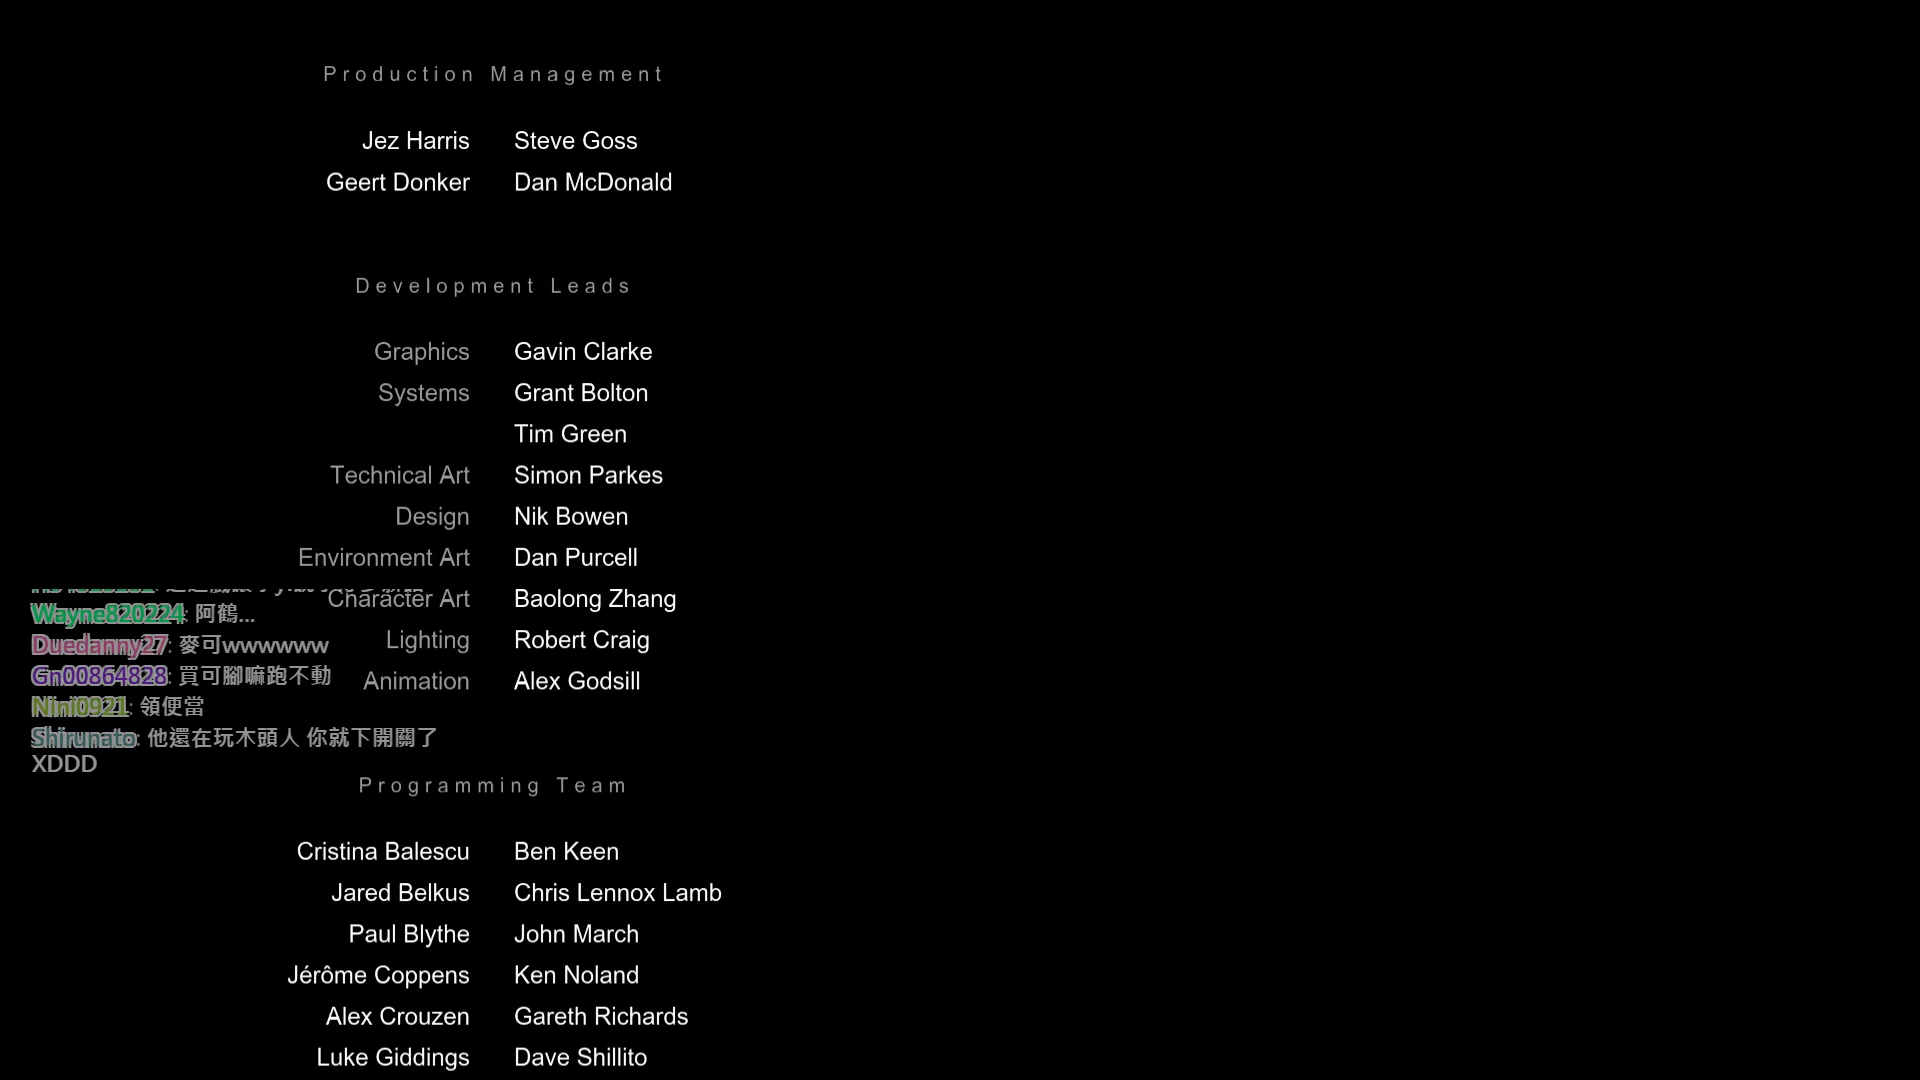 Production Management
Jez Harris Steve Goss
Geert Donker Dan McDonald
Development Leads
Graphics Gavin Clarke
Systems Grant Bolton
Tim Green
Technical Art Simon Parkes
Design Nik Bowen
Environment Art Dan Purcell
Character Art Baolong Zhang
Lighting Robert Craig
Animation Alex Godsill
Wayne820224: 阿鶴...
Duedanny27: 麥可wwwwww
Gn00864828: 買可腳嘛跑不動
Nini0921: 領便當
Shirunato: 他還在玩木頭人 你就下開關了
XDDD
Programming Team
Cristina Balescu Ben Keen
Jared Belkus Chris Lennox Lamb
Paul Blythe John March
Jérôme Coppens Ken Noland
Alex Crouzen Gareth Richards
Luke Giddings Dave Shillito